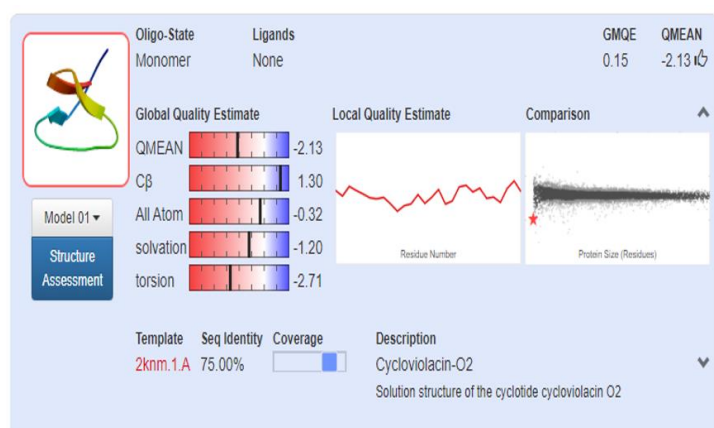 Oligo-State Ligands GMQE QMEAN
Monomer None 0.15 -2.13
Global Quality Estimate Local Quality Estimate Comparison
QMEAN -2.13
Cβ 1.30
All Atom -0.32
solvation -1.20
torsion -2.71
Residue Number
Protein Size (Residues)
Model 01
Structure
Assessment
Template Seq Identity Coverage Description
2knm.1.A 75.00% Cycloviolacin-O2
Solution structure of the cyclotide cycloviolacin O2